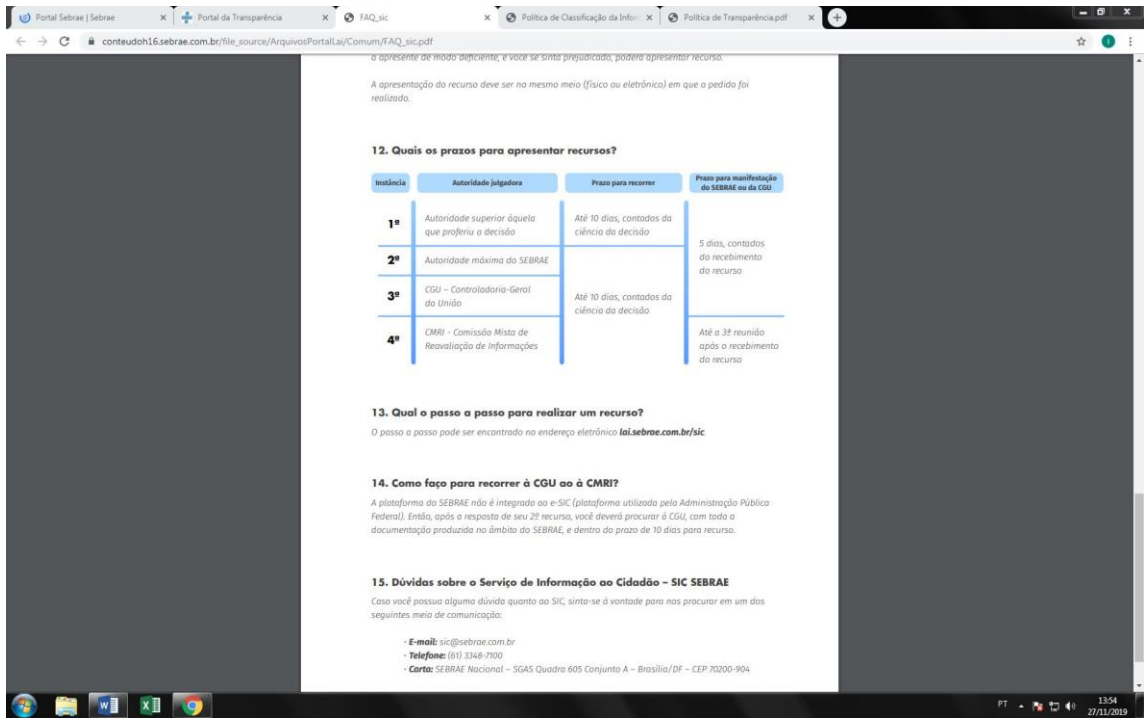 Portal Sebrae | Sebrae
Portal da Transparência
FAQ_sic
Política de Classificação da Infor
Política de Transparência.pdf
conteudoh16.sebrae.com.br/file_source/ArquivosPortalLai/Comum/FAQ_sic.pdf
a apresente de modo deficiente, e você se sinta prejudicado, poderá apresentar recurso.
A apresentação do recurso deve ser no mesmo meio (físico ou eletrônico) em que o pedido foi
realizado.
12. Quais os prazos para apresentar recursos?
Instância
Autoridade julgadora
Prazo para recorrer
Prazo para manifestação
do SEBRAE ou da CGU
1ª
Autoridade superior àquela
que proferiu a decisão
Até 10 dias, contados da
ciência da decisão
2ª
Autoridade máxima do SEBRAE
5 dias, contados
do recebimento
do recurso
3ª
CGU – Controladoria-Geral
da União
Até 10 dias, contados da
ciência da decisão
4ª
CMRI - Comissão Mista de
Reavaliação de Informações
Até a 3ª reunião
após o recebimento
do recurso
13. Qual o passo a passo para realizar um recurso?
O passo a passo pode ser encontrado no endereço eletrônico lai.sebrae.com.br/sic.
14. Como faço para recorrer à CGU ao à CMRI?
A plataforma do SEBRAE não é integrada ao e-SIC (plataforma utilizada pela Administração Pública
Federal). Então, após a resposta de seu 2º recurso, você deverá procurar à CGU, com toda a
documentação produzida no âmbito do SEBRAE, e dentro do prazo de 10 dias para recurso.
15. Dúvidas sobre o Serviço de Informação ao Cidadão – SIC SEBRAE
Caso você possua alguma dúvida quanto ao SIC, sinta-se à vontade para nos procurar em um dos
seguintes meio de comunicação:
- E-mail: sic@sebrae.com.br
- Telefone: (61) 3348-7100
- Carta: SEBRAE Nacional – SGAS Quadra 605 Conjunto A – Brasília/DF – CEP 70200-904
PT
13:54
27/11/2019